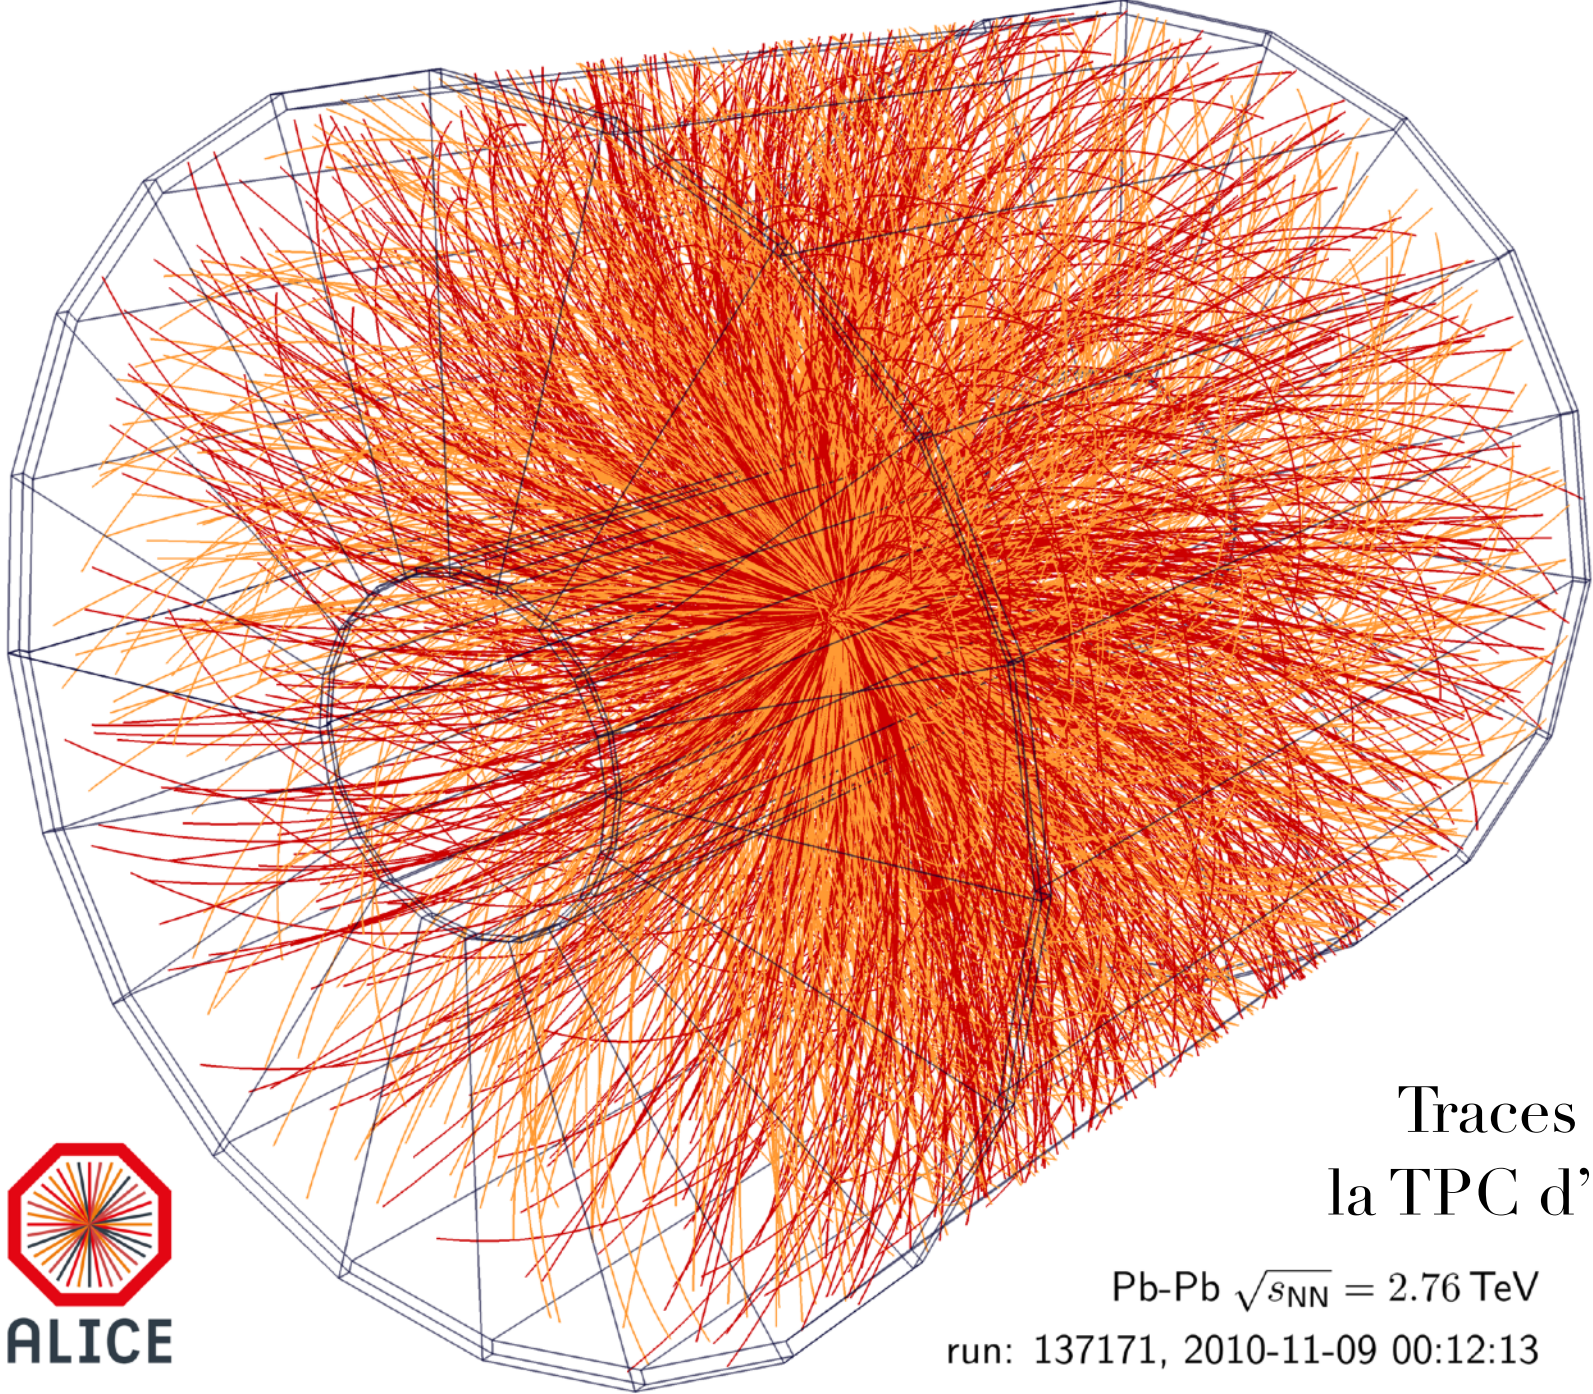 Traces
la TPC d'
Pb-Pb √sNN = 2.76 TeV
run: 137171, 2010-11-09 00:12:13
ALICE